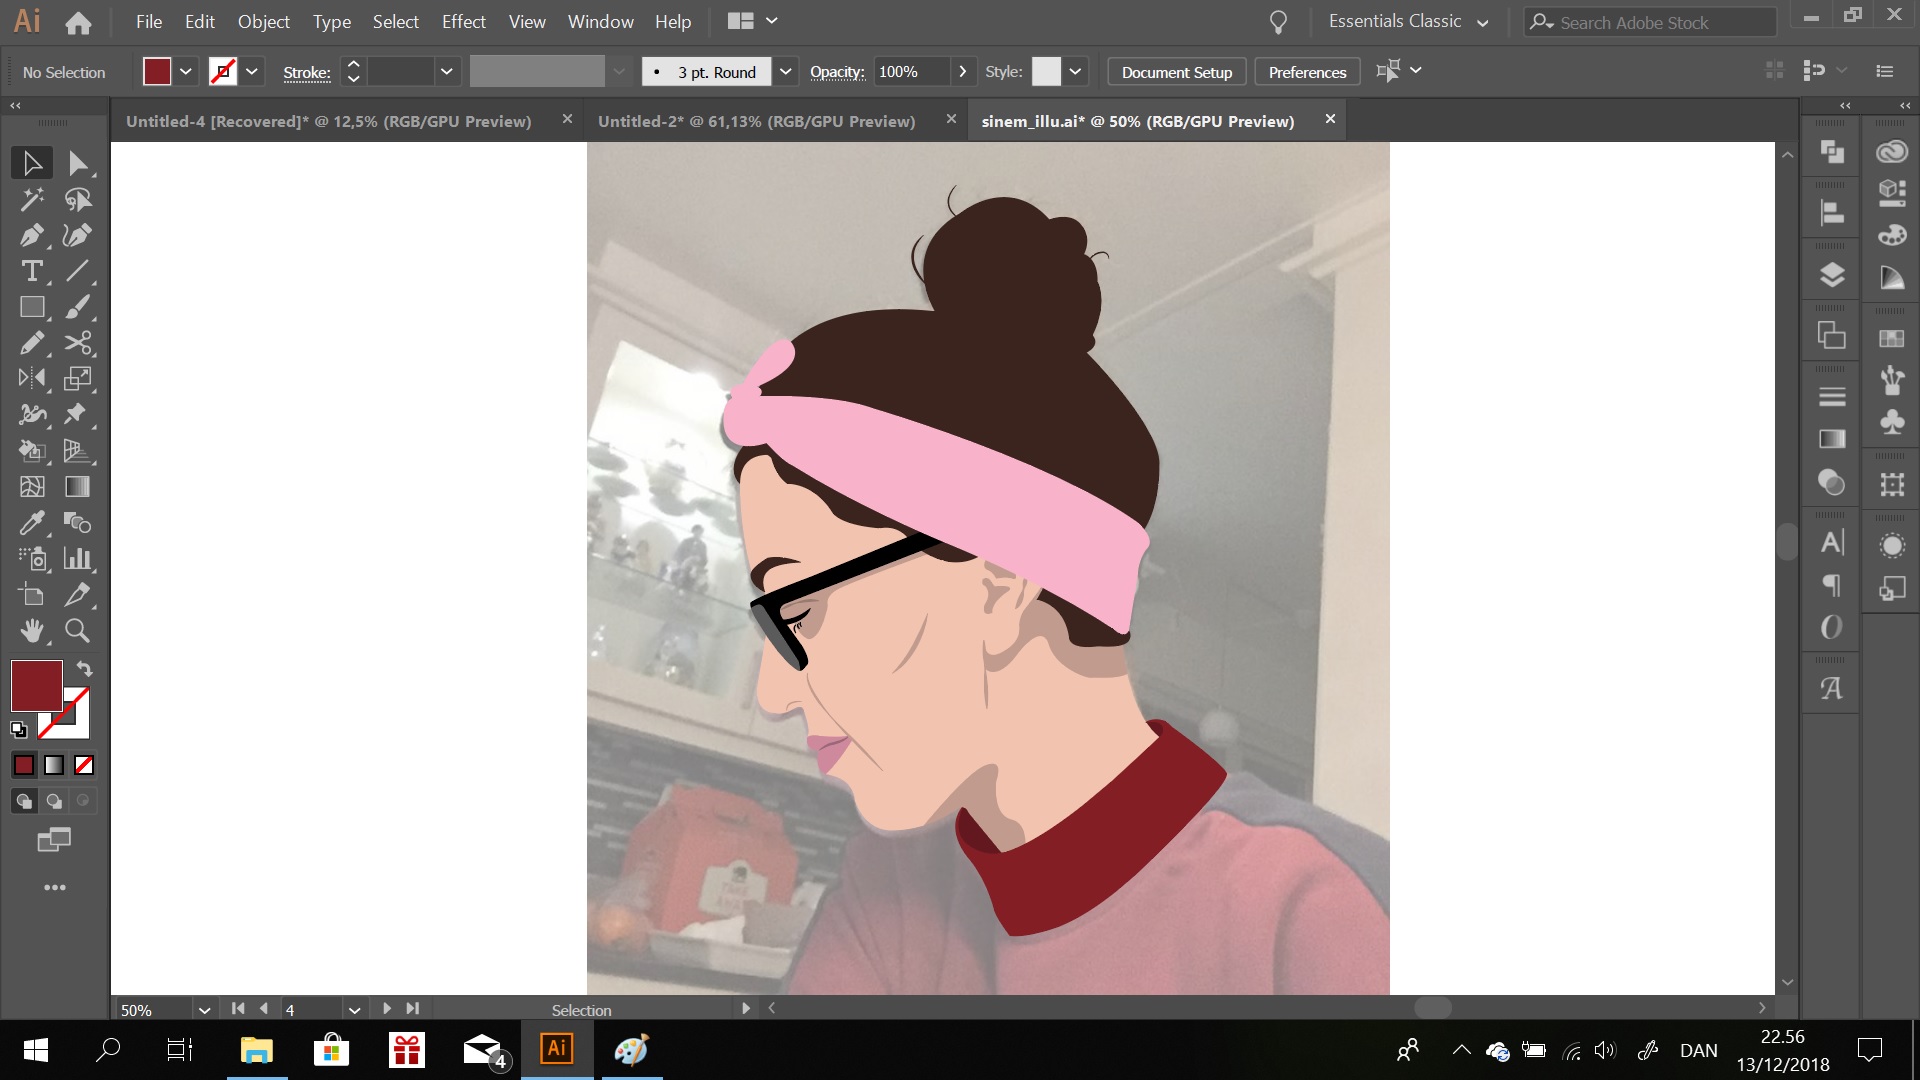 Ai File Edit Object Type Select Effect View Window Help Essentials Classic Search Adobe Stock
No Selection Stroke: 3 pt. Round Opacity: 100% Style: Document Setup Preferences
Untitled-4 [Recovered]* @ 12,5% (RGB/GPU Preview) Untitled-2* @ 61,13% (RGB/GPU Preview) sinem_illu.ai* @ 50% (RGB/GPU Preview)
50% 4 Selection
Ai 4 DAN 22.56
13/12/2018